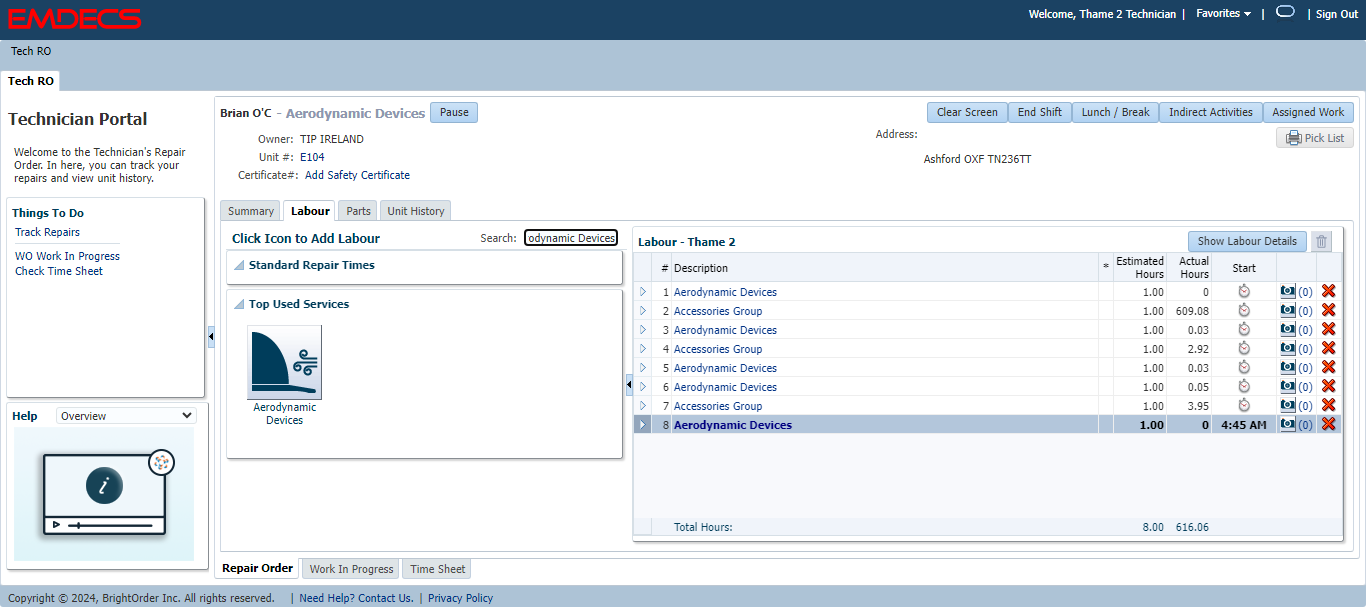 EMDECS
Welcome, Thame 2 Technician | Favorites | | Sign Out
Tech RO
Tech RO
Technician Portal
Welcome to the Technician's Repair
Order. In here, you can track your
repairs and view unit history.
Things To Do
Track Repairs
WO Work In Progress
Check Time Sheet
Help Overview
i
Brian O'C - Aerodynamic Devices Pause
Clear Screen End Shift Lunch / Break Indirect Activities Assigned Work
Owner: TIP IRELAND
Unit #: E104
Certificate#: Add Safety Certificate
Address:
Ashford OXF TN236TT
Pick List
Summary Labour Parts Unit History
Click Icon to Add Labour Search: odynamic Devices
Standard Repair Times
Top Used Services
Aerodynamic
Devices
Labour - Thame 2 Show Labour Details
# Description * Estimated Hours Actual Hours Start
1 Aerodynamic Devices 1.00 0 (0)
2 Accessories Group 1.00 609.08 (0)
3 Aerodynamic Devices 1.00 0.03 (0)
4 Accessories Group 1.00 2.92 (0)
5 Aerodynamic Devices 1.00 0.03 (0)
6 Aerodynamic Devices 1.00 0.05 (0)
7 Accessories Group 1.00 3.95 (0)
8 Aerodynamic Devices 1.00 0 4:45 AM (0)
Total Hours: 8.00 616.06
Repair Order Work In Progress Time Sheet
Copyright © 2024, BrightOrder Inc. All rights reserved. | Need Help? Contact Us. | Privacy Policy